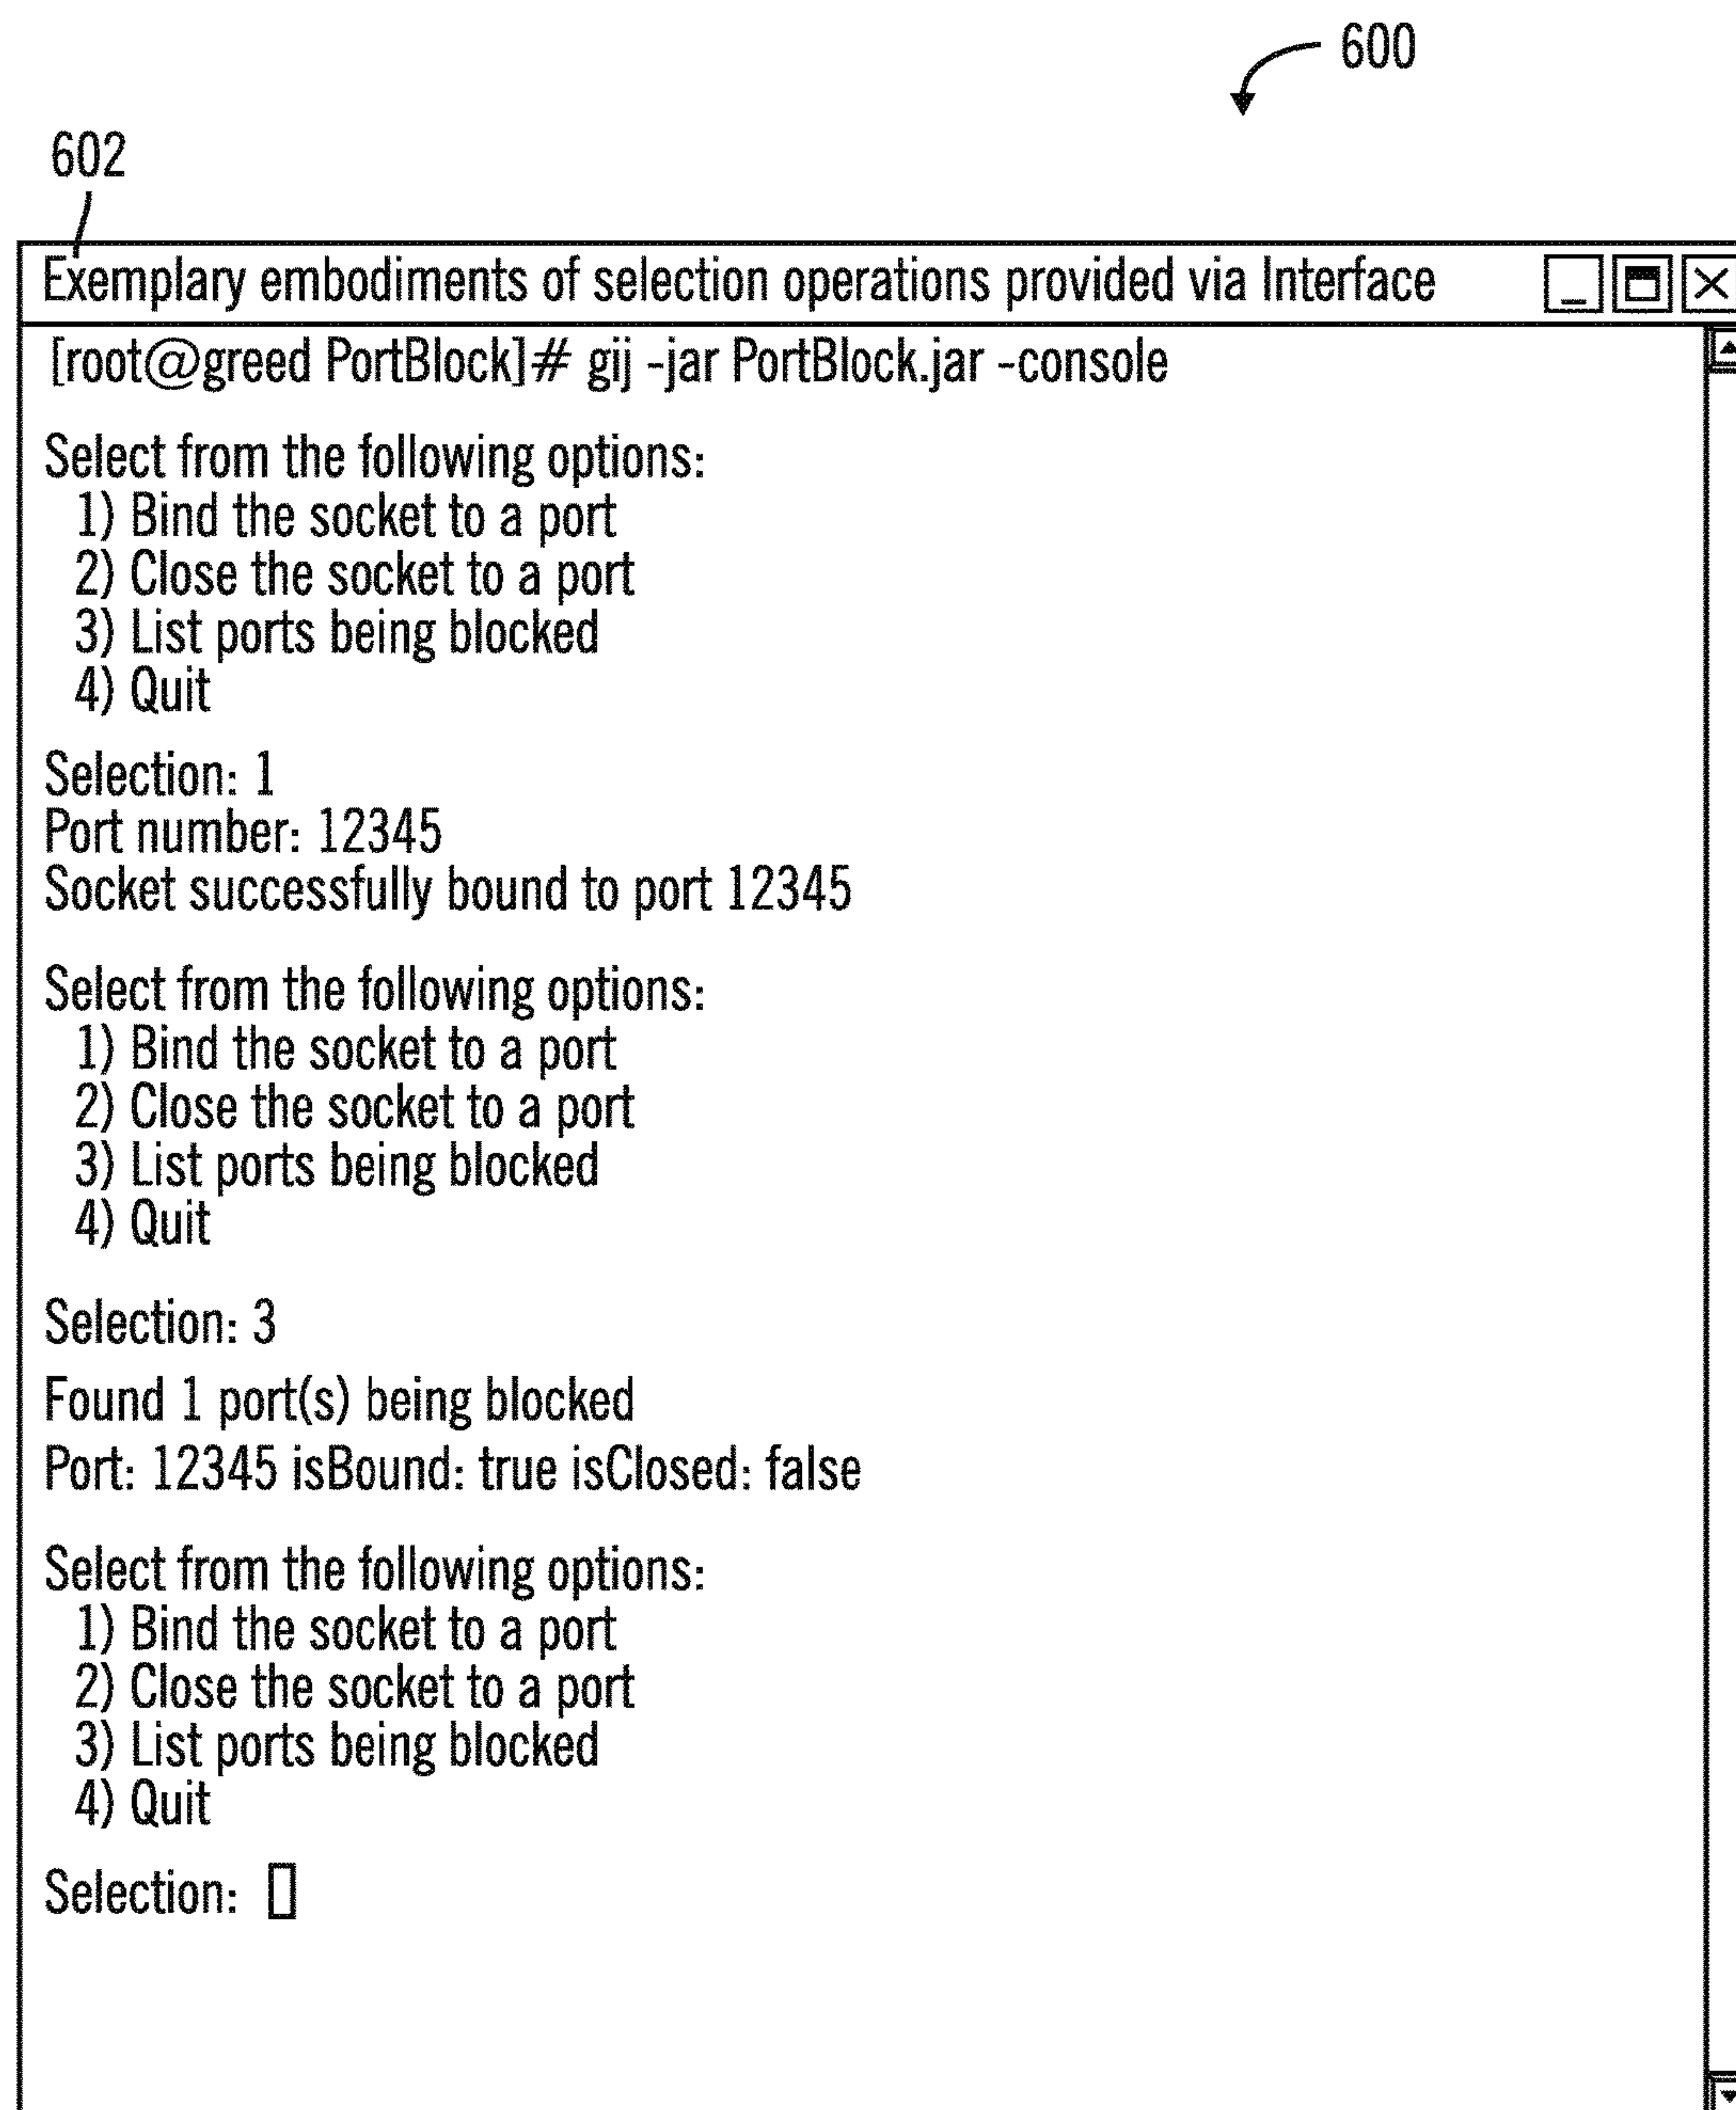 600
602
Exemplary embodiments of selection operations provided via Interface
[root@greed PortBlock]# gij -jar PortBlock.jar -console
Select from the following options:
1) Bind the socket to a port
2) Close the socket to a port
3) List ports being blocked
4) Quit
Selection: 1
Port number: 12345
Socket successfully bound to port 12345
Select from the following options:
1) Bind the socket to a port
2) Close the socket to a port
3) List ports being blocked
4) Quit
Selection: 3
Found 1 port(s) being blocked
Port: 12345 isBound: true isClosed: false
Select from the following options:
1) Bind the socket to a port
2) Close the socket to a port
3) List ports being blocked
4) Quit
Selection: